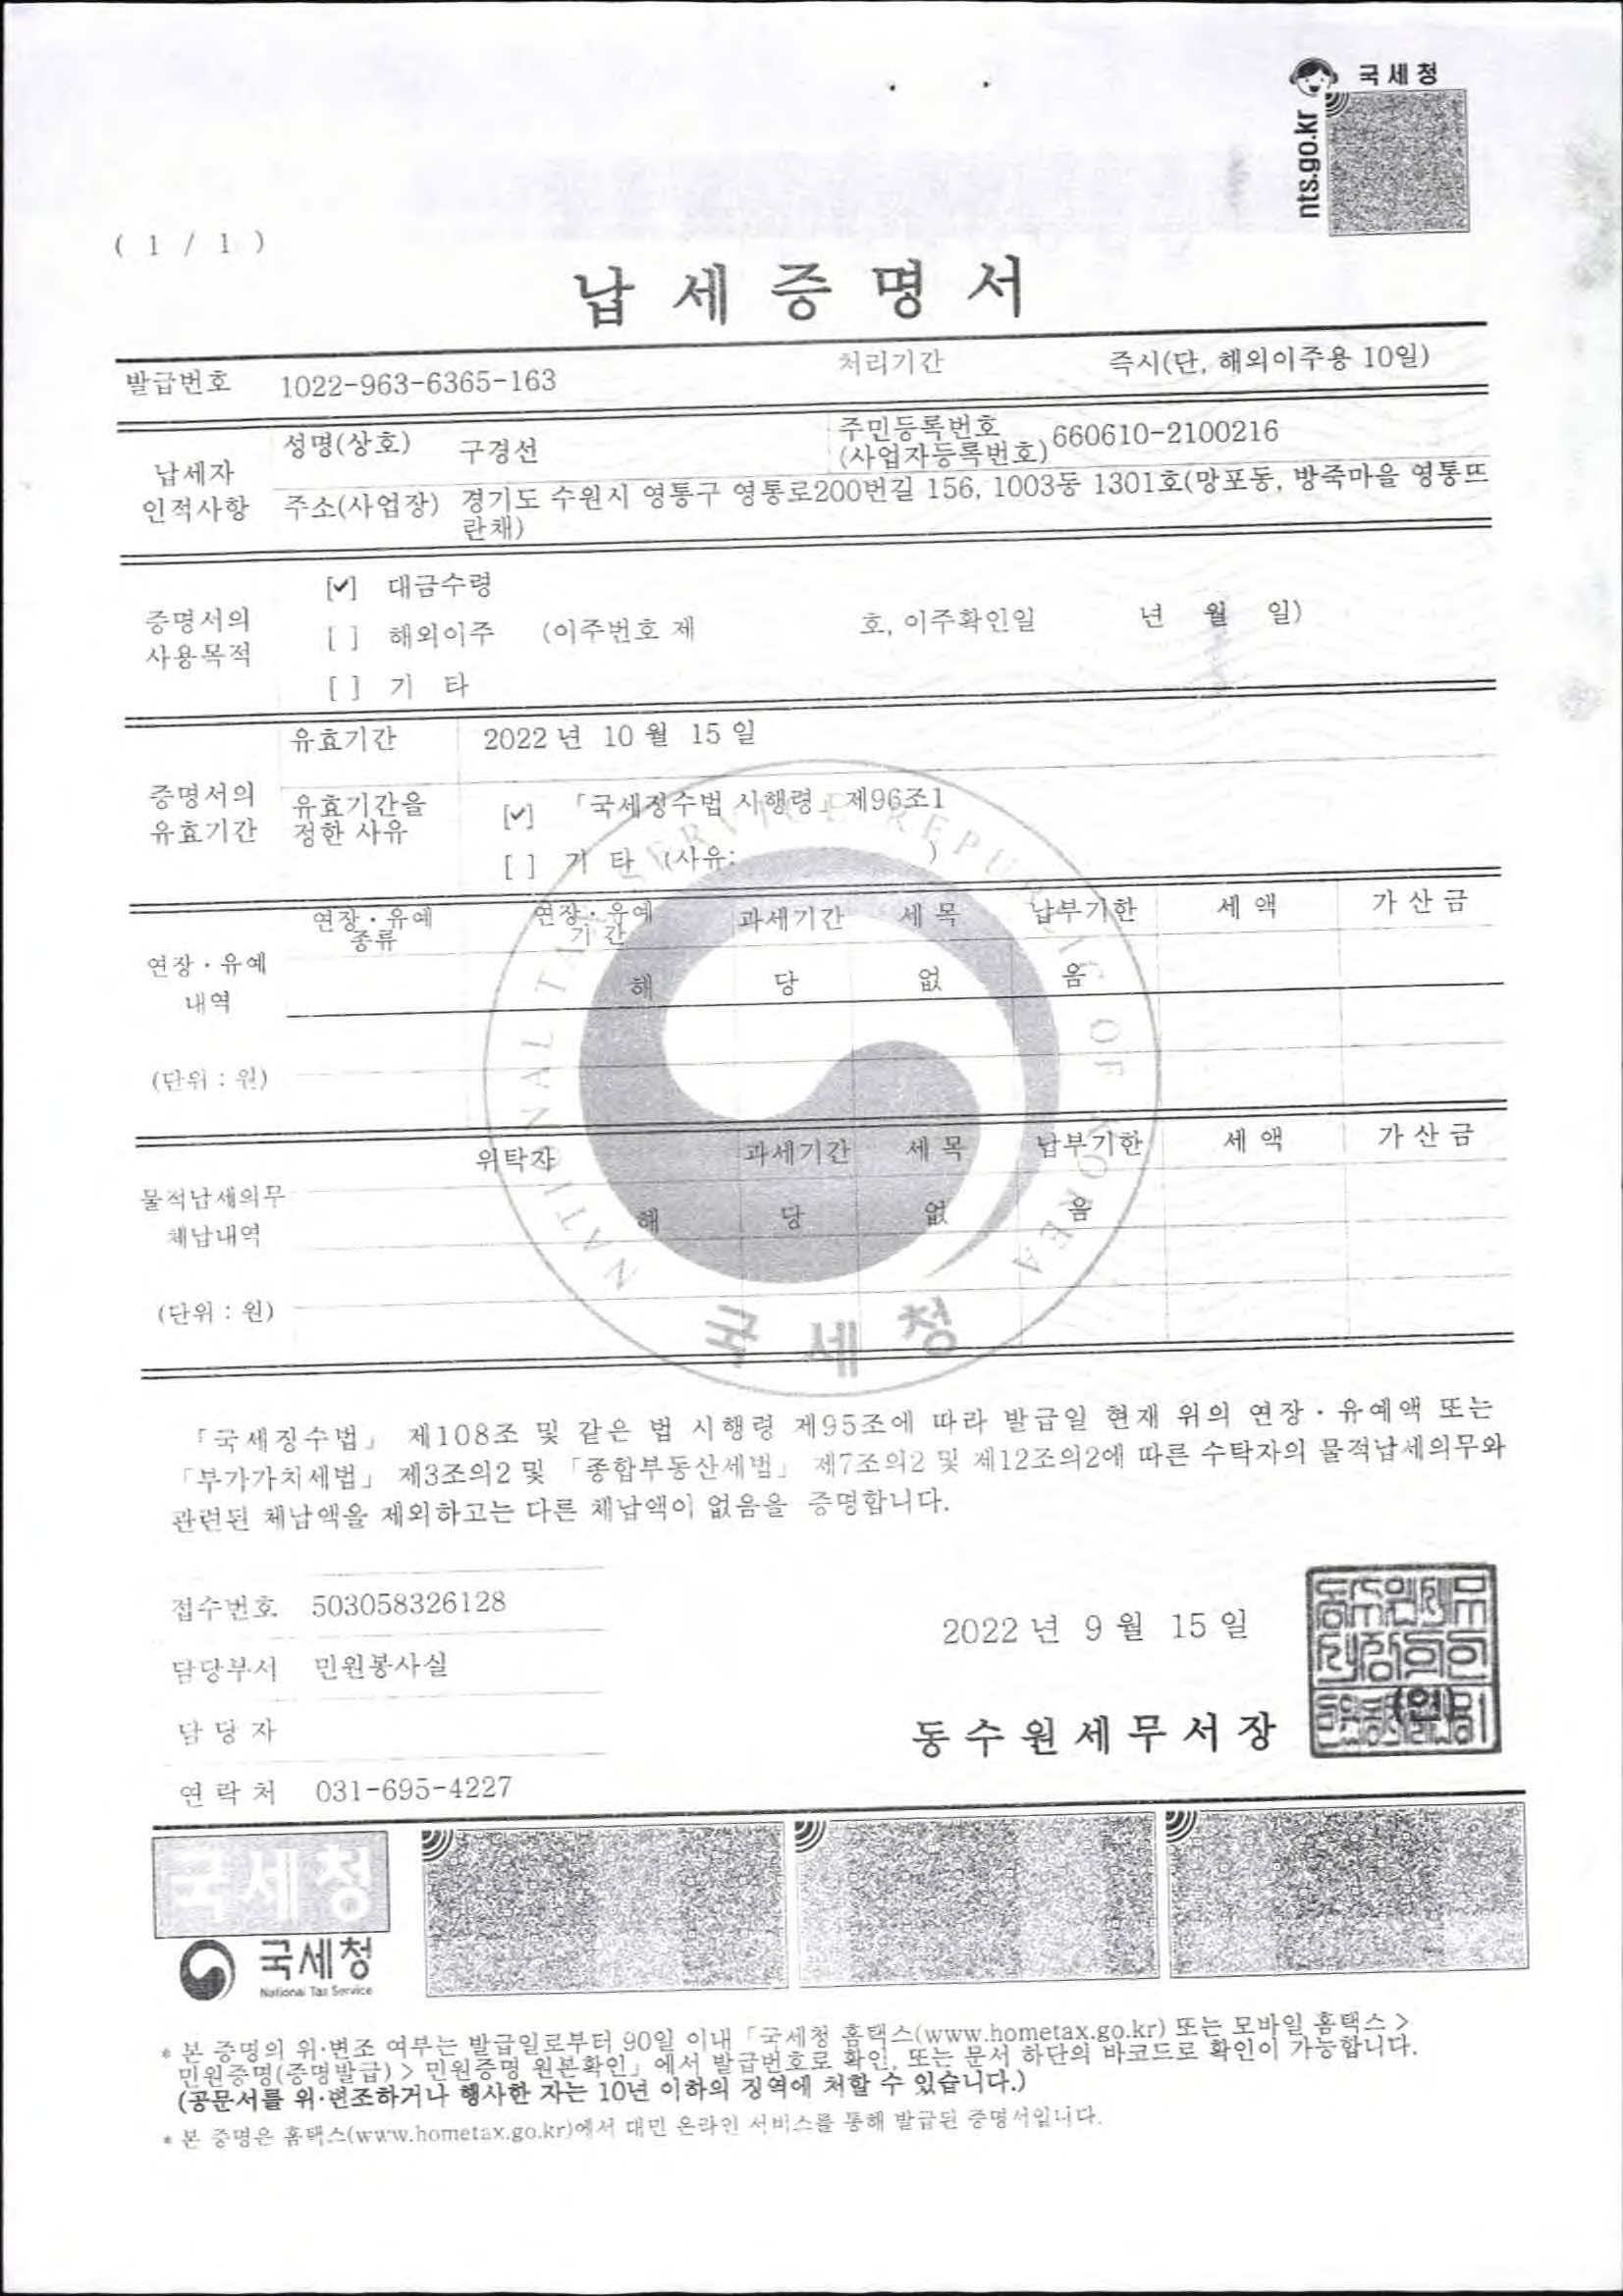 국세청
nts.go.kr
( 1 / 1 )
납 세 증 명 서
발급번호 1022-963-6365-163 처리기간 즉시(단, 해외이주용 10일)
납세자 인적사항
성명(상호) 구경선 주민등록번호 (사업자등록번호) 660610-2100216
주소(사업장) 경기도 수원시 영통구 영통로200번길 156, 1003동 1301호(망포동, 방죽마을 영통뜨
란채)
증명서의 사용목적
[✔] 대금수령
[ ] 해외이주 (이주번호 제 호, 이주확인일 년 월 일)
[ ] 기 타
증명서의 유효기간
유효기간 2022 년 10 월 15 일
유효기간을 정한 사유
[✔] 「국세징수법 시행령」 제96조1
[ ] 기 타 (사유: )
연장·유예 내역
(단위 : 원)
연장·유예 종류 연장·유예 기 간 과세기간 세 목 납부기한 세 액 가 산 금
해 당 없 음
물적납세의무 체납내역
(단위 : 원)
위탁자 과세기간 세 목 납부기한 세 액 가 산 금
해 당 없 음
NATIONAL TAX SERVICE REPUBLIC OF KOREA
국세청
「국세징수법」 제108조 및 같은 법 시행령 제95조에 따라 발급일 현재 위의 연장·유예액 또는
「부가가치세법」 제3조의2 및 「종합부동산세법」 제7조의2 및 제12조의2에 따른 수탁자의 물적납세의무와
관련된 체납액을 제외하고는 다른 체납액이 없음을 증명합니다.
접수번호 503058326128
담당부서 민원봉사실
담 당 자
연 락 처 031-695-4227
2022 년 9 월 15 일
동 수 원 세 무 서 장 (인)
국세청
국세청
National Tax Service
* 본 증명의 위·변조 여부는 발급일로부터 90일 이내 「국세청 홈택스(www.hometax.go.kr) 또는 모바일 홈택스 >
민원증명(증명발급) > 민원증명 원본확인」에서 발급번호로 확인, 또는 문서 하단의 바코드로 확인이 가능합니다.
(공문서를 위·변조하거나 행사한 자는 10년 이하의 징역에 처할 수 있습니다.)
* 본 증명은 홈택스(www.hometax.go.kr)에서 대민 온라인 서비스를 통해 발급된 증명서입니다.